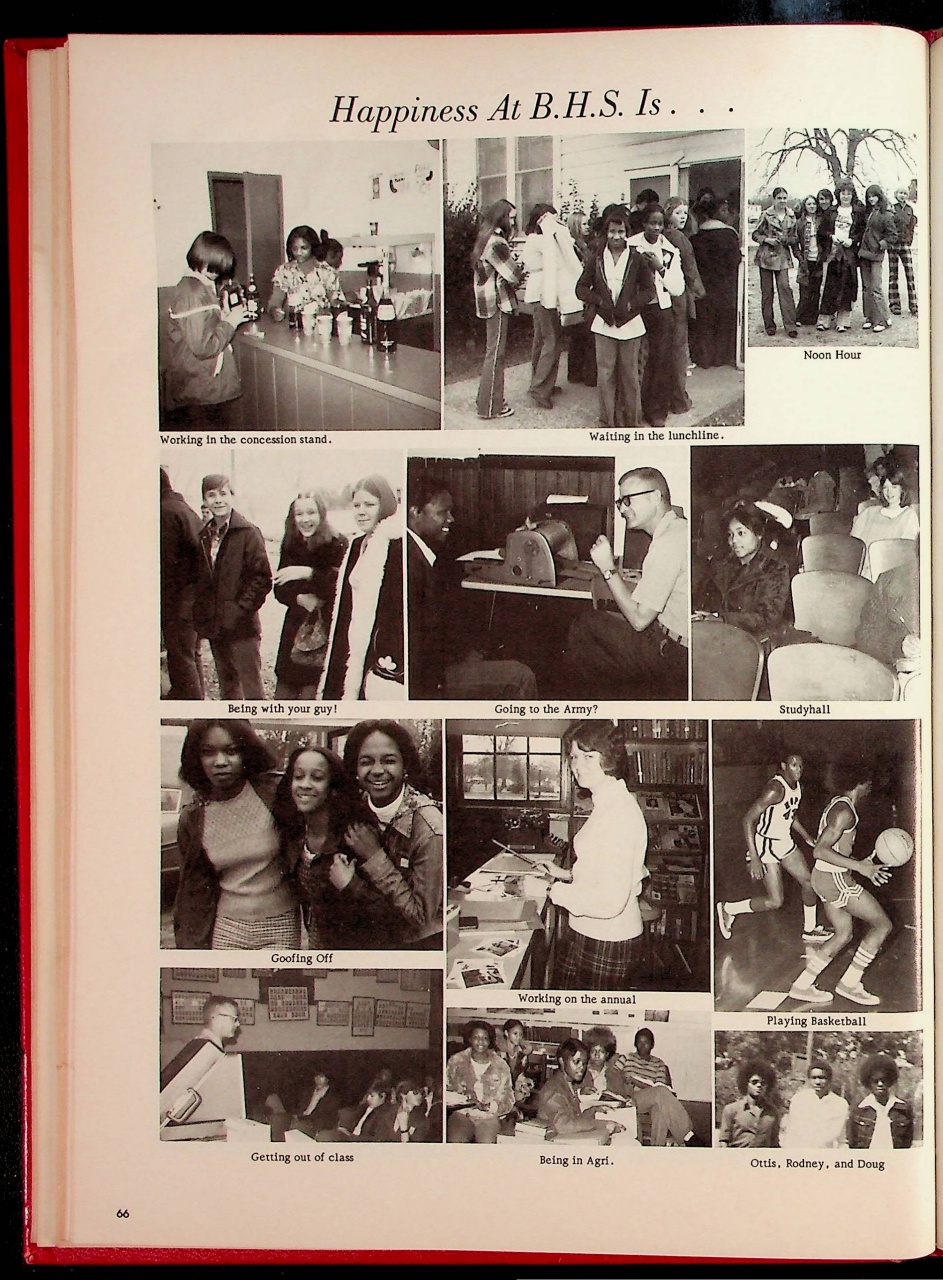 Happiness At B.H.S. Is . . .
Noon Hour
Working in the concession stand.
Waiting in the lunchline.
Being with your guy!
Going to the Army?
Studyhall
Goofing Off
Working on the annual
Playing Basketball
Getting out of class
Being in Agri.
Ottis, Rodney, and Doug
66